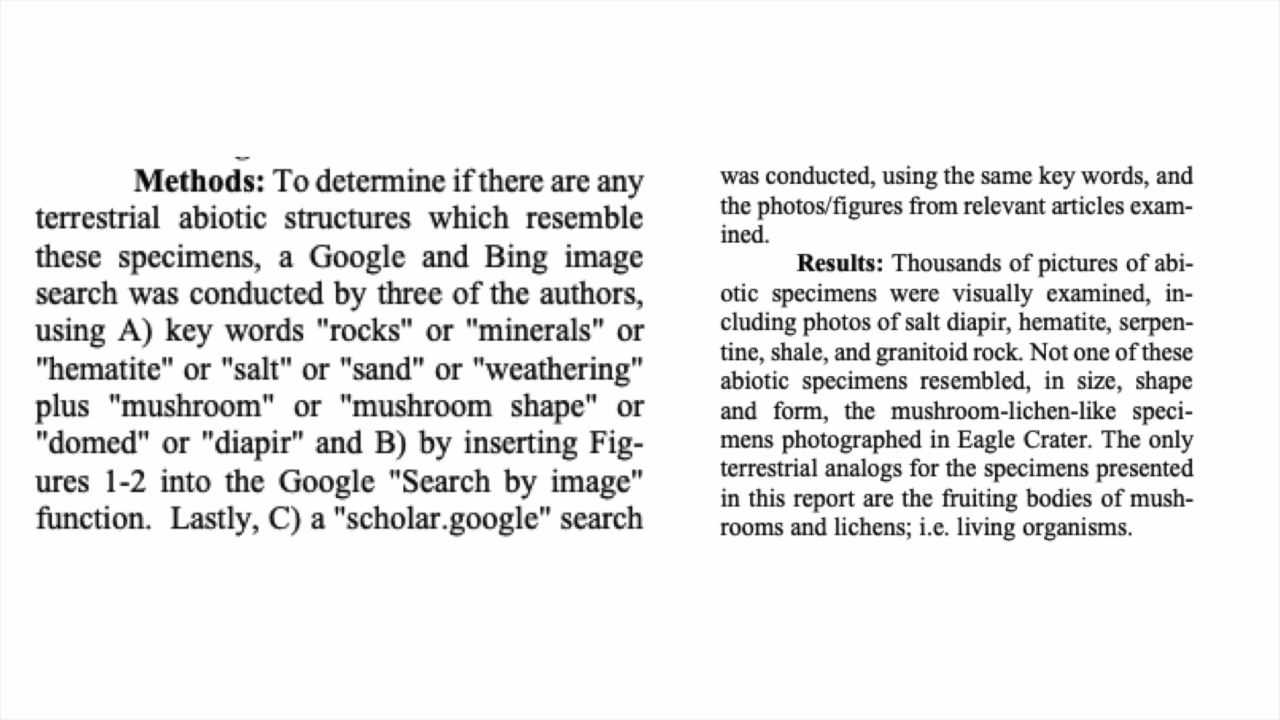 Methods: To determine if there are any
terrestrial abiotic structures which resemble
these specimens, a Google and Bing image
search was conducted by three of the authors,
using A) key words "rocks" or "minerals" or
"hematite" or "salt" or "sand" or "weathering"
plus "mushroom" or "mushroom shape" or
"domed" or "diapir" and B) by inserting Fig-
ures 1-2 into the Google "Search by image"
function. Lastly, C) a "scholar.google" search
was conducted, using the same key words, and
the photos/figures from relevant articles exam-
ined.
Results: Thousands of pictures of abi-
otic specimens were visually examined, in-
cluding photos of salt diapir, hematite, serpen-
tine, shale, and granitoid rock. Not one of these
abiotic specimens resembled, in size, shape
and form, the mushroom-lichen-like speci-
mens photographed in Eagle Crater. The only
terrestrial analogs for the specimens presented
in this report are the fruiting bodies of mush-
rooms and lichens; i.e. living organisms.